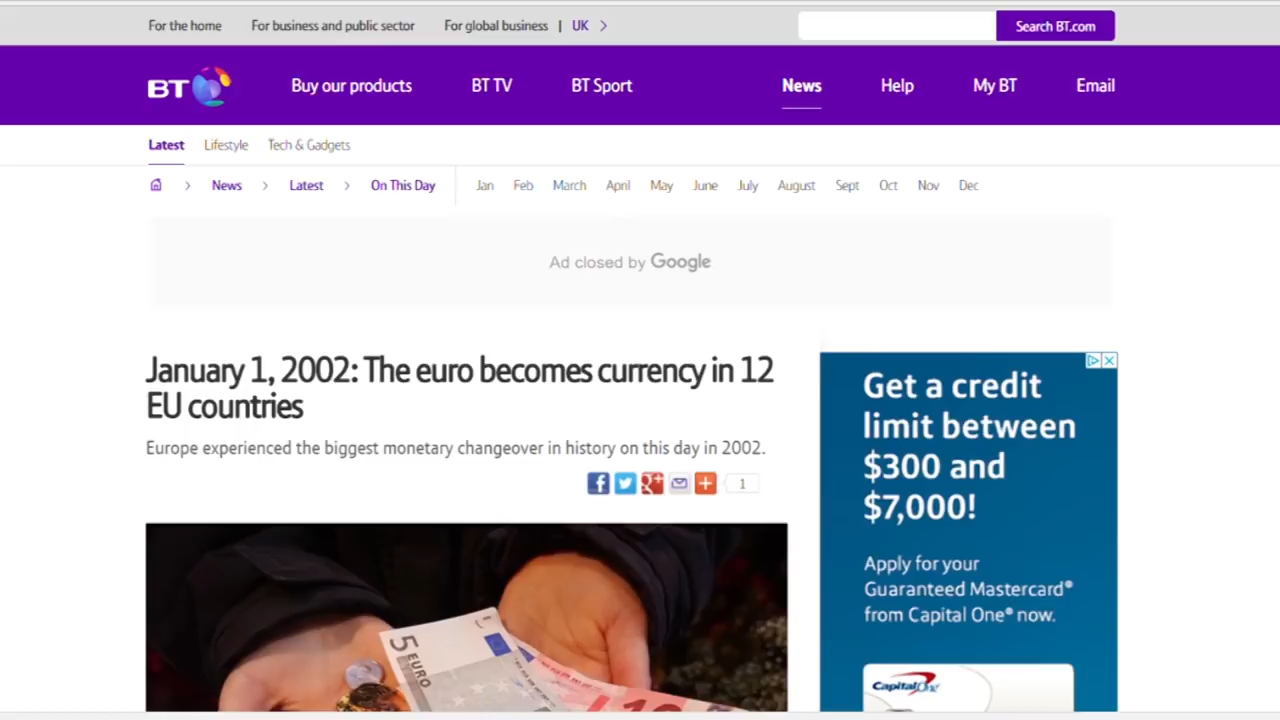 For the home For business and public sector For global business | UK Search BT.com
BT Buy our products BT TV BT Sport News Help My BT Email
Latest Lifestyle Tech & Gadgets
News Latest On This Day Jan Feb March April May June July August Sept Oct Nov Dec
Ad closed by Google
January 1, 2002: The euro becomes currency in 12
EU countries
Europe experienced the biggest monetary changeover in history on this day in 2002.
1
5 EURO
10
Get a credit
limit between
$300 and
$7,000!
Apply for your
Guaranteed Mastercard®
from Capital One® now.
Capital One